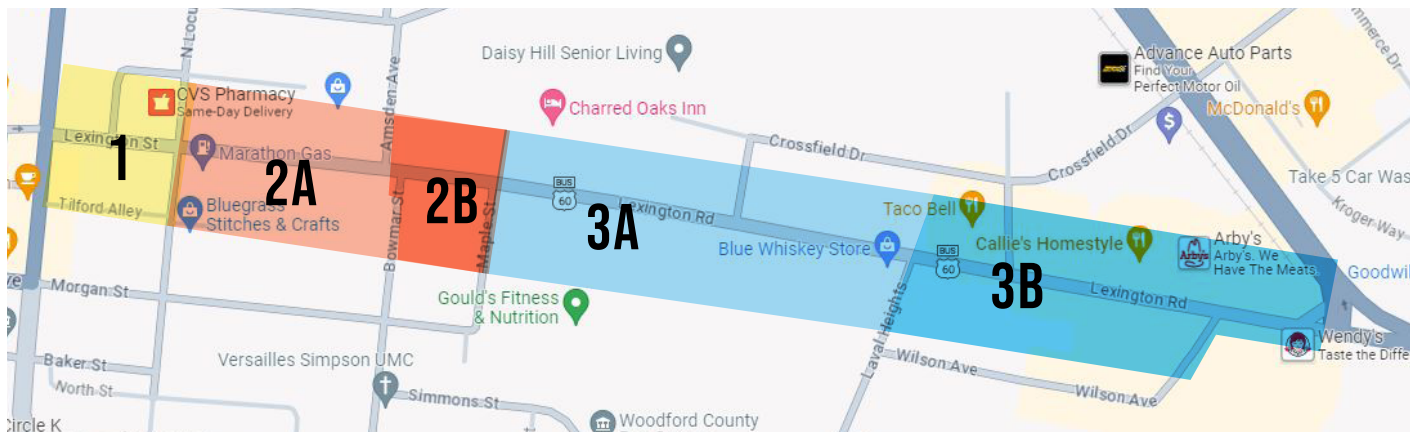 N Locu
Amsden Ave
Daisy Hill Senior Living
Advance Auto Parts
Find Your
Perfect Motor Oil
mmerce Dr
McDonald's
CVS Pharmacy
Same-Day Delivery
Charred Oaks Inn
Lexington St
1
Marathon Gas
2A
2B
Crossfield Dr
Crossfield Dr
Take 5 Car Was
Kroger Way
Tilford Alley
Bluegrass
Stitches & Crafts
Bowmar St
Maple St
BUS
60
Lexington Rd
3A
Taco Bell
Blue Whiskey Store
BUS
60
Callie's Homestyle
Arby's
Arbys
Arby's. We
Have The Meats.
Goodwil
3B
Lexington Rd
ve
Morgan St
Gould's Fitness
& Nutrition
Laval Heights
Wendy's
Taste the Diffe
Baker St
Versailles Simpson UMC
Wilson Ave
Wilson Ave
North St
Simmons St
Circle K
Woodford County